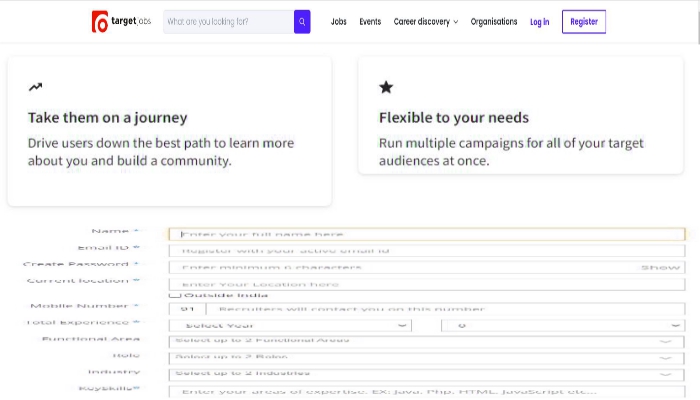 targetjobs What are you looking for? Jobs Events Career discovery Organisations Log in Register
Take them on a journey
Drive users down the best path to learn more
about you and build a community.
Flexible to your needs
Run multiple campaigns for all of your target
audiences at once.
Name * Enter your full name here
Email ID * Register with your active email id
Create Password * Enter minimum 6 characters Show
Current location * Enter Your Location here
Outside India
Mobile Number * 91 Recruiters will contact you on this number
Total Experience * Select Year 0
Functional Area Select up to 2 Functional Areas
Role Select up to 2 Roles
Industry Select up to 2 Industries
KeySkills* Enter your areas of expertise. EX: Java, Php, HTML, JavaScript etc...